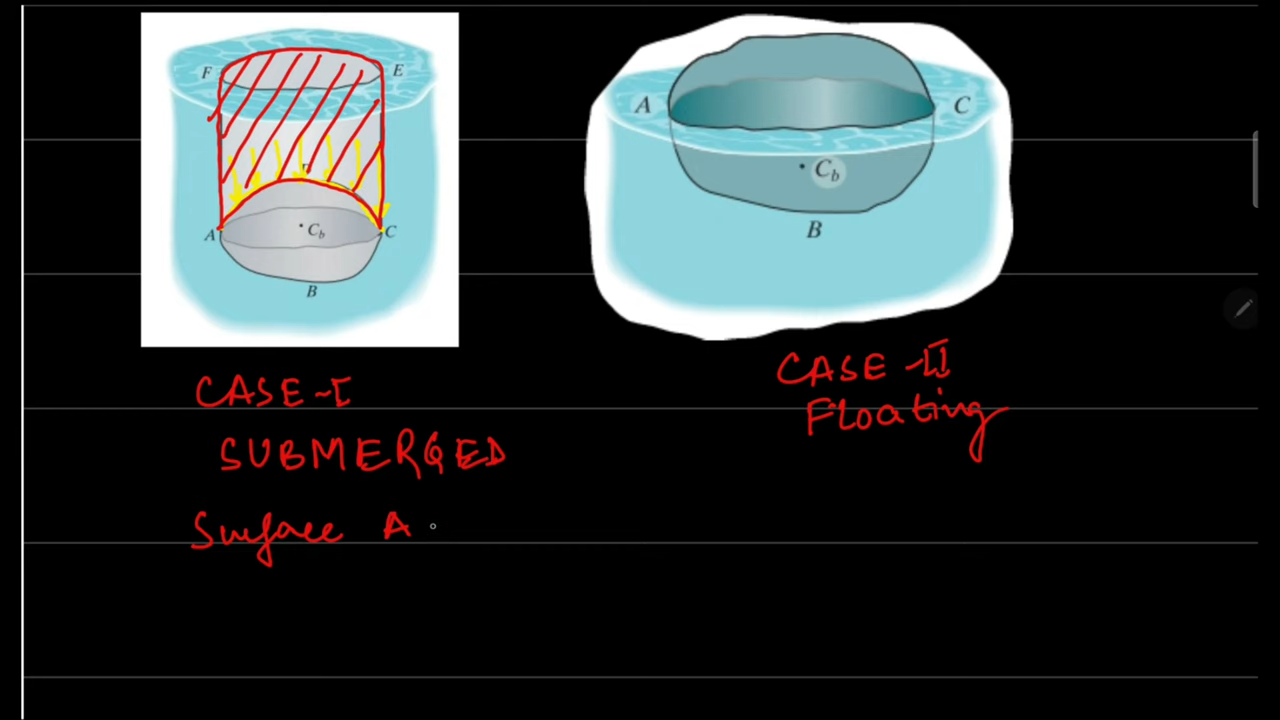 F E
A C
A Cb C
Cb
B
B
CASE-I
CASE-II
Floating
SUBMERGED
Surface A